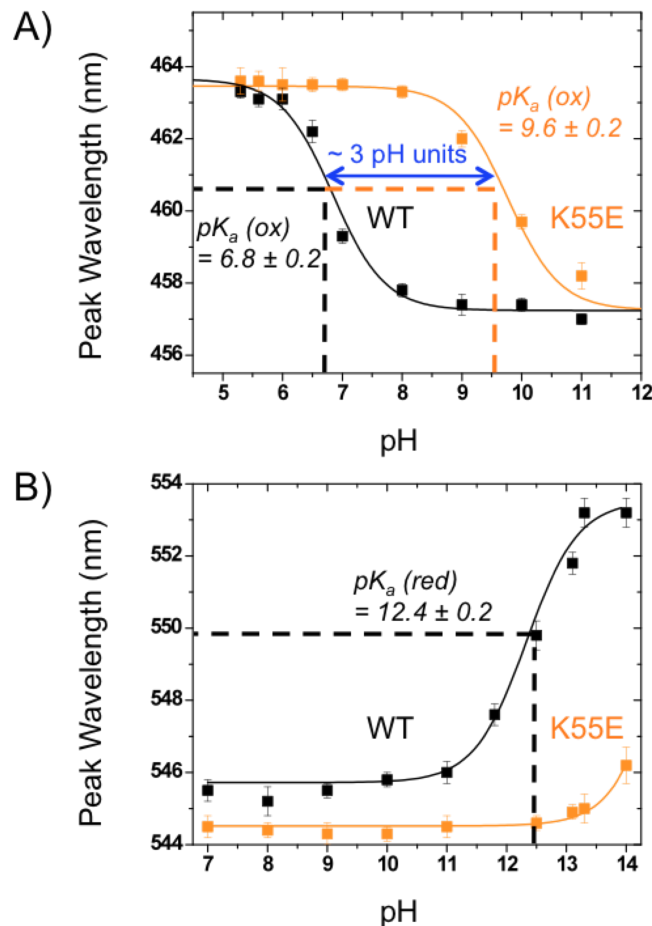 A)
464
462
460
458
456
Peak Wavelength (nm)
pKa (ox)
= 9.6 ± 0.2
~ 3 pH units
WT
K55E
pKa (ox)
= 6.8 ± 0.2
5 6 7 8 9 10 11 12
pH
B)
554
552
550
548
546
544
Peak Wavelength (nm)
pKa (red)
= 12.4 ± 0.2
WT
K55E
7 8 9 10 11 12 13 14
pH